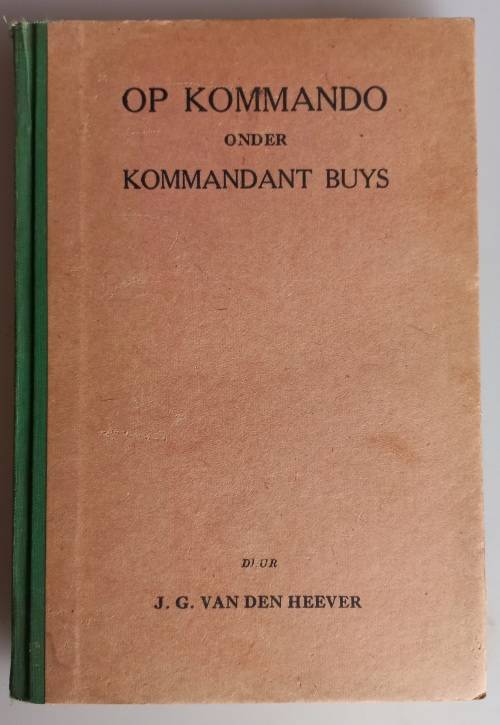 OP KOMMANDO
ONDER
KOMMANDANT BUYS
DEUR
J. G. VAN DEN HEEVER